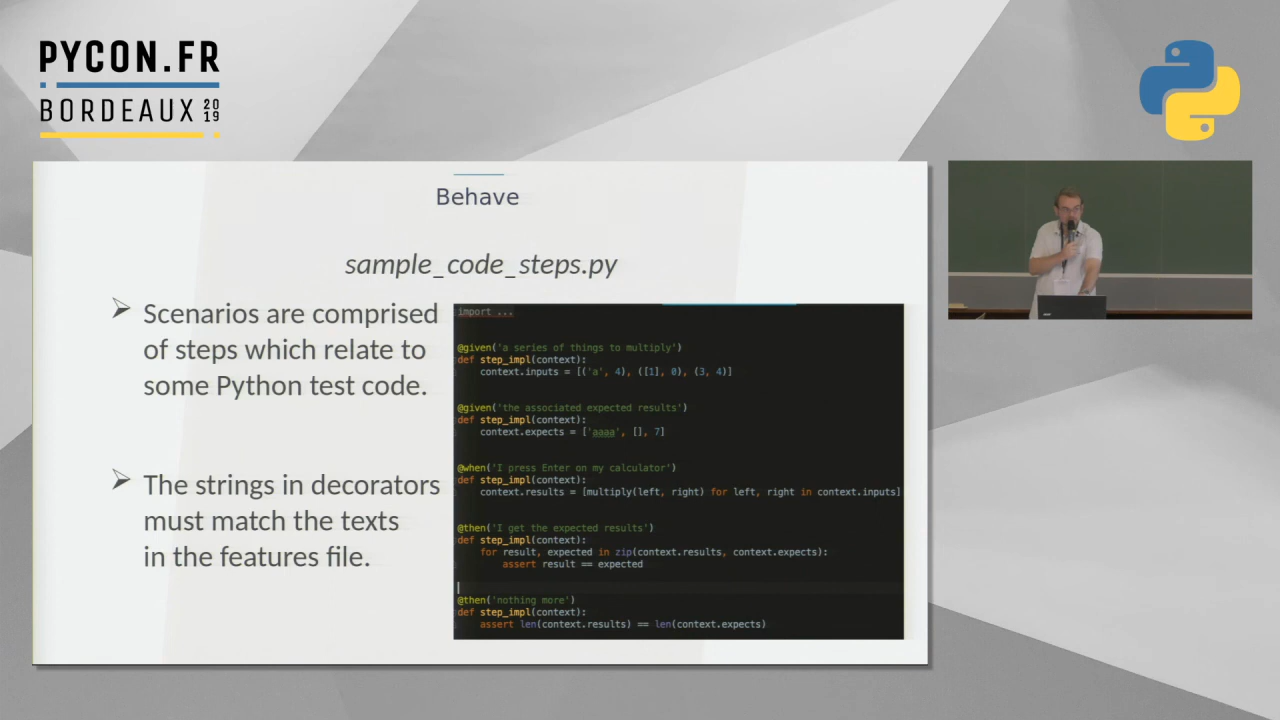 PYCON.FR
BORDEAUX 2019
Behave
sample_code_steps.py
Scenarios are comprised
of steps which relate to
some Python test code.
The strings in decorators
must match the texts
in the features file.
import ...
@given('a series of things to multiply')
def step_impl(context):
context.inputs = [('a', 4), ([1], 0), (3, 4)]
@given('the associated expected results')
def step_impl(context):
context.expects = ['aaaa', [], 7]
@when('I press Enter on my calculator')
def step_impl(context):
context.results = [multiply(left, right) for left, right in context.inputs]
@then('I get the expected results')
def step_impl(context):
for result, expected in zip(context.results, context.expects):
assert result == expected
@then('nothing more')
def step_impl(context):
assert len(context.results) == len(context.expects)